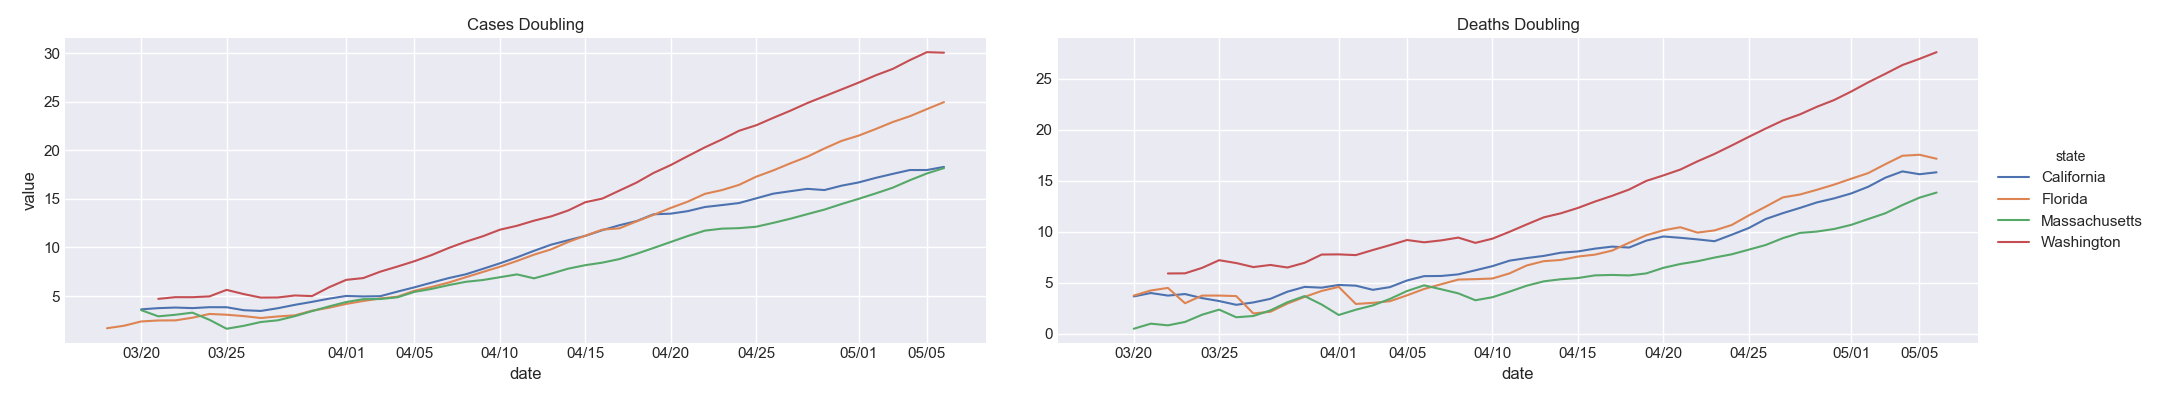 Cases Doubling
30
25
20
15
10
5
value
03/20 03/25 04/01 04/05 04/10 04/15 04/20 04/25 05/01 05/05
date
Deaths Doubling
25
20
15
10
5
0
03/20 03/25 04/01 04/05 04/10 04/15 04/20 04/25 05/01 05/05
date
state
California
Florida
Massachusetts
Washington